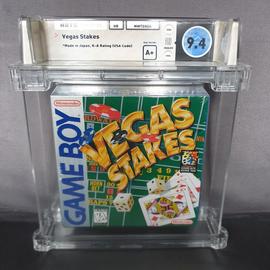 Vegas Stakes
*Made in Japan, K-A Rating (USA Code)
A+
9.4
Nintendo
GAME BOY
VEGAS
STAKES